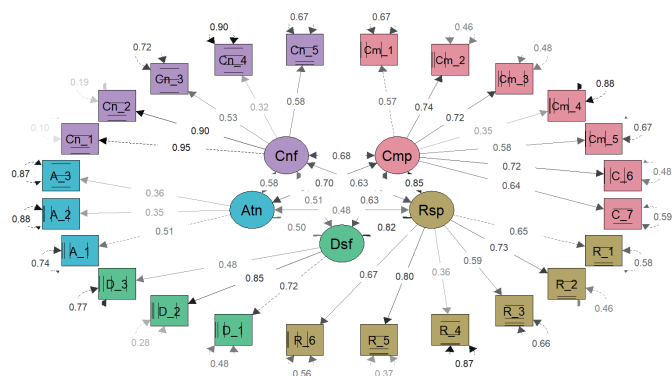 0.90 0.67 0.67 0.46
0.72 Cn_4 Cn_5 Cm_1 Cm_2 0.48
0.19 Cn_3 Cm_3 0.88
Cn_2 0.53 0.32 0.58 0.57 0.74 0.72 Cm_4
0.10 Cn_1 0.90 0.35 Cm_5 0.67
0.95 Cnf 0.68 Cmp 0.58
0.87 A_3 0.72 C_6 0.48
0.36 0.58 0.70 0.63 0.85 0.64
0.88 A_2 0.35 Atn 0.51 0.48 0.63 Rsp C_7 0.59
0.74 A_1 0.51 0.50 Dsf 0.82 0.65 R_1 0.58
0.77 D_3 0.48 0.85 0.67 0.80 0.36 0.59 0.73 R_2 0.46
0.28 D_2 0.72 R_3 0.66
0.48 D_1 R_6 0.56 R_5 0.37 R_4 0.87